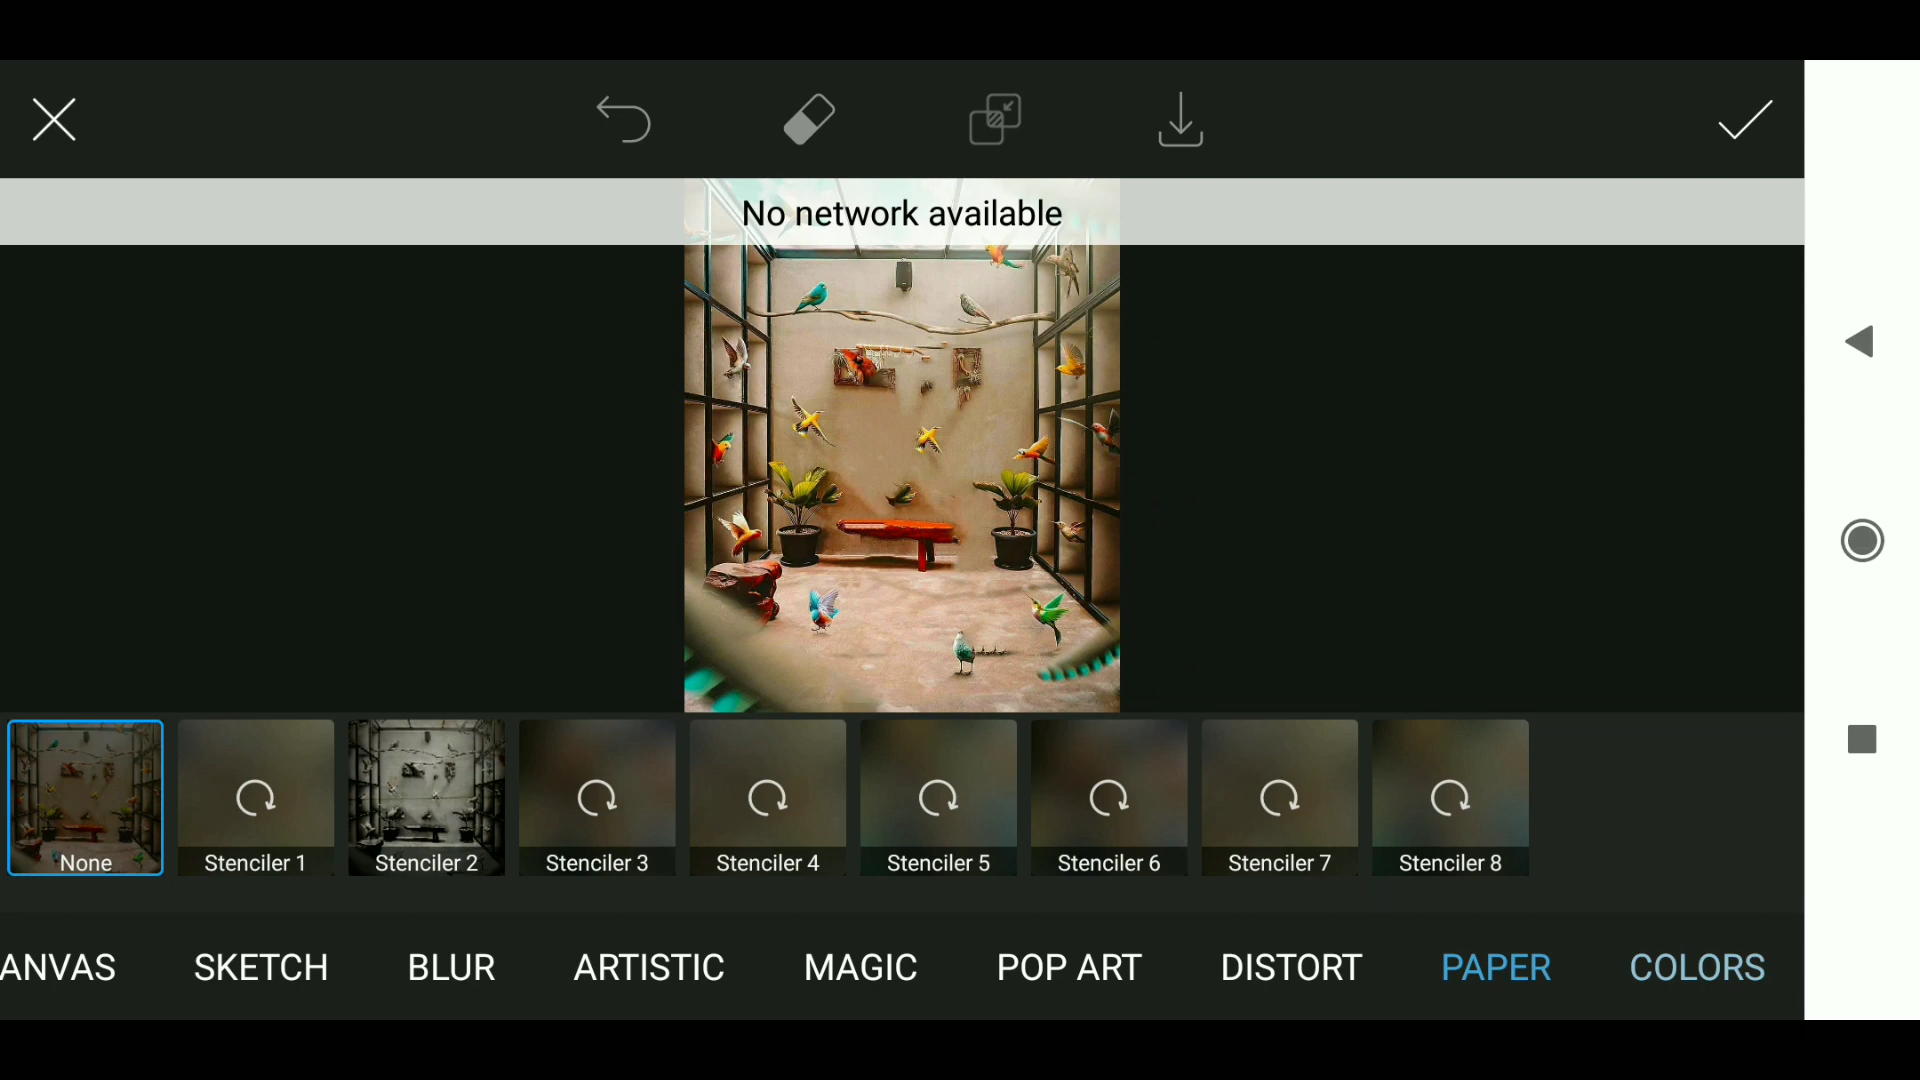 No network available
None
Stenciler 1
Stenciler 2
Stenciler 3
Stenciler 4
Stenciler 5
Stenciler 6
Stenciler 7
Stenciler 8
ANVAS SKETCH BLUR ARTISTIC MAGIC POP ART DISTORT PAPER COLORS